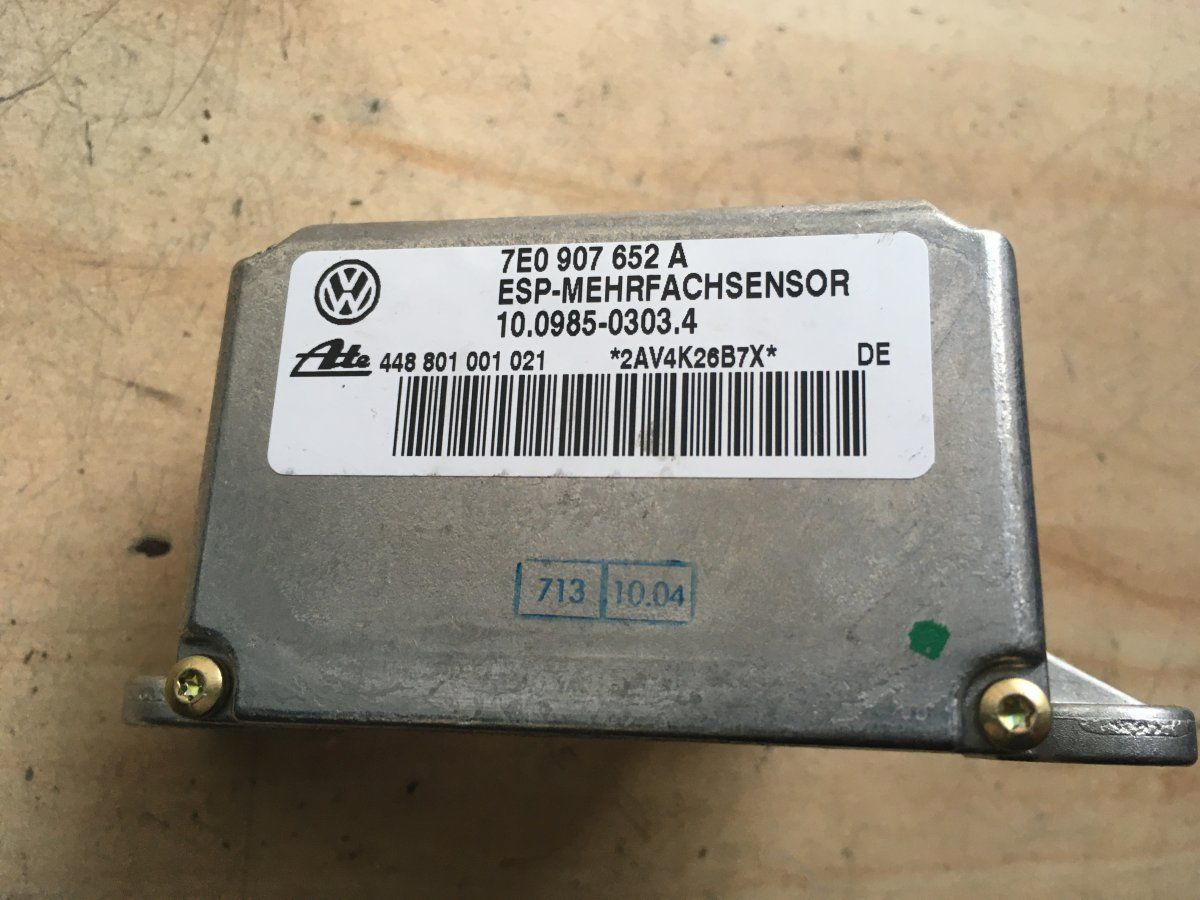 7E0 907 652 A
ESP-MEHRFACHSENSOR
10.0985-0303.4
Ate 448 801 001 021 *2AV4K26B7X* DE
713 10.04